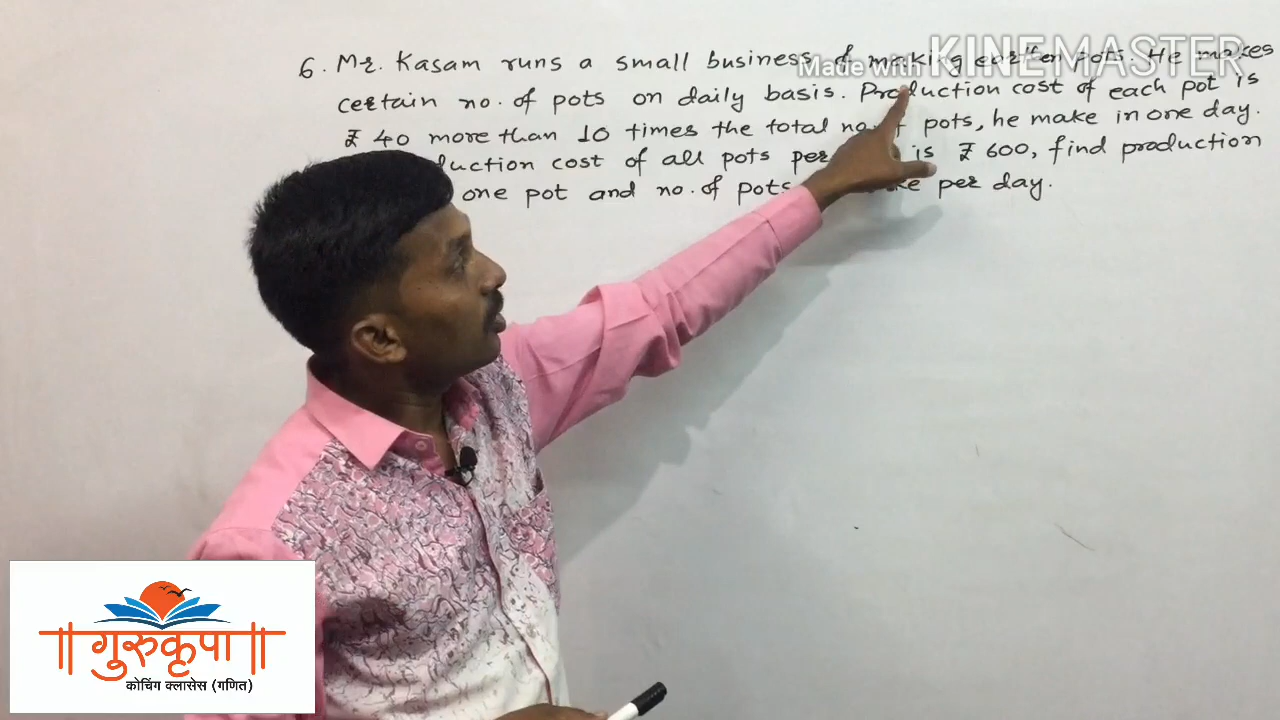 6. Mr. Kasam runs a small business of making earthen pots. He makes
Made with KINEMASTER
certain no. of pots on daily basis. Production cost of each pot is
₹ 40 more than 10 times the total no. of pots, he make in one day.
duction cost of all pots per is ₹ 600, find production
one pot and no. of pots per day.
|| गुरुकृपा ||
कोचिंग क्लासेस (गणित)